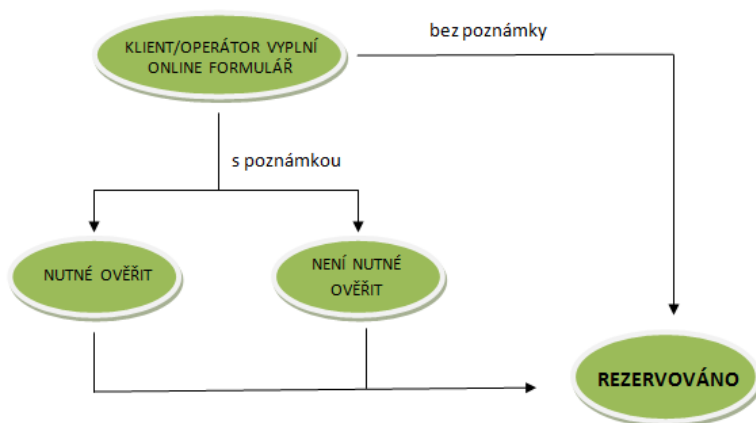 KLIENT/OPERÁTOR VYPLNÍ
ONLINE FORMULÁŘ
bez poznámky
s poznámkou
NUTNÉ OVĚŘIT
NENÍ NUTNÉ
OVĚŘIT
REZERVOVÁNO